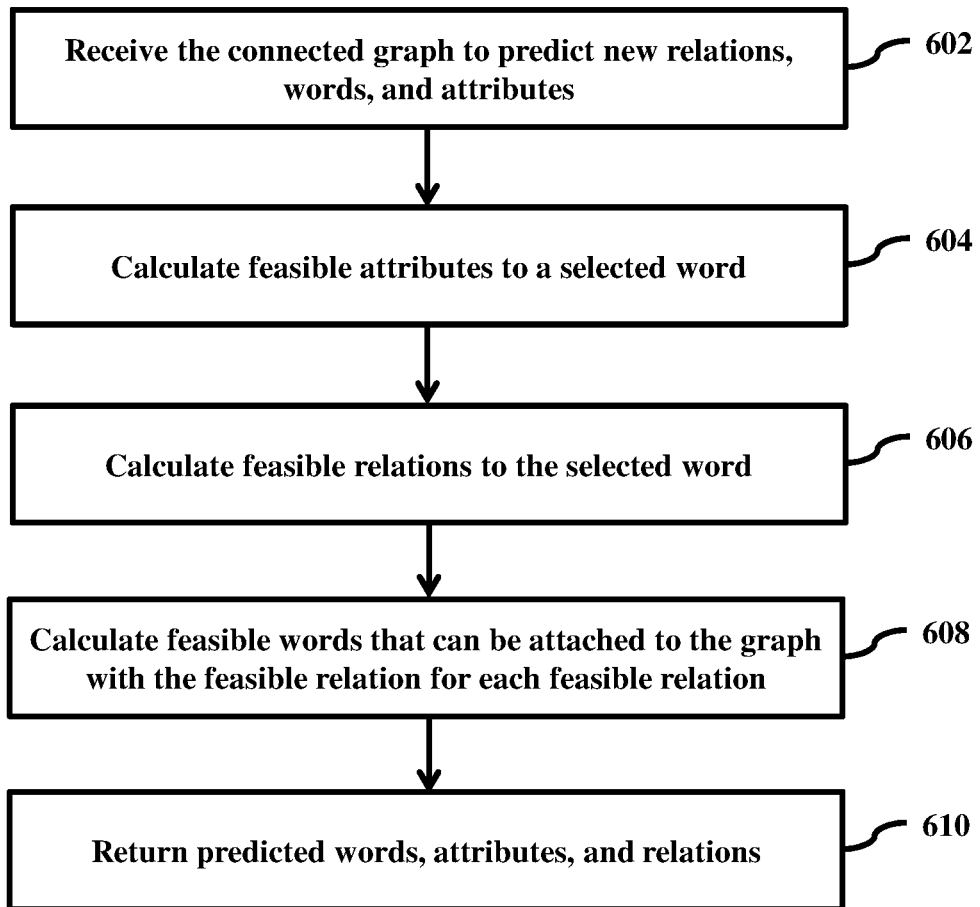 Receive the connected graph to predict new relations,
words, and attributes
602
Calculate feasible attributes to a selected word
604
Calculate feasible relations to the selected word
606
Calculate feasible words that can be attached to the graph
with the feasible relation for each feasible relation
608
Return predicted words, attributes, and relations
610